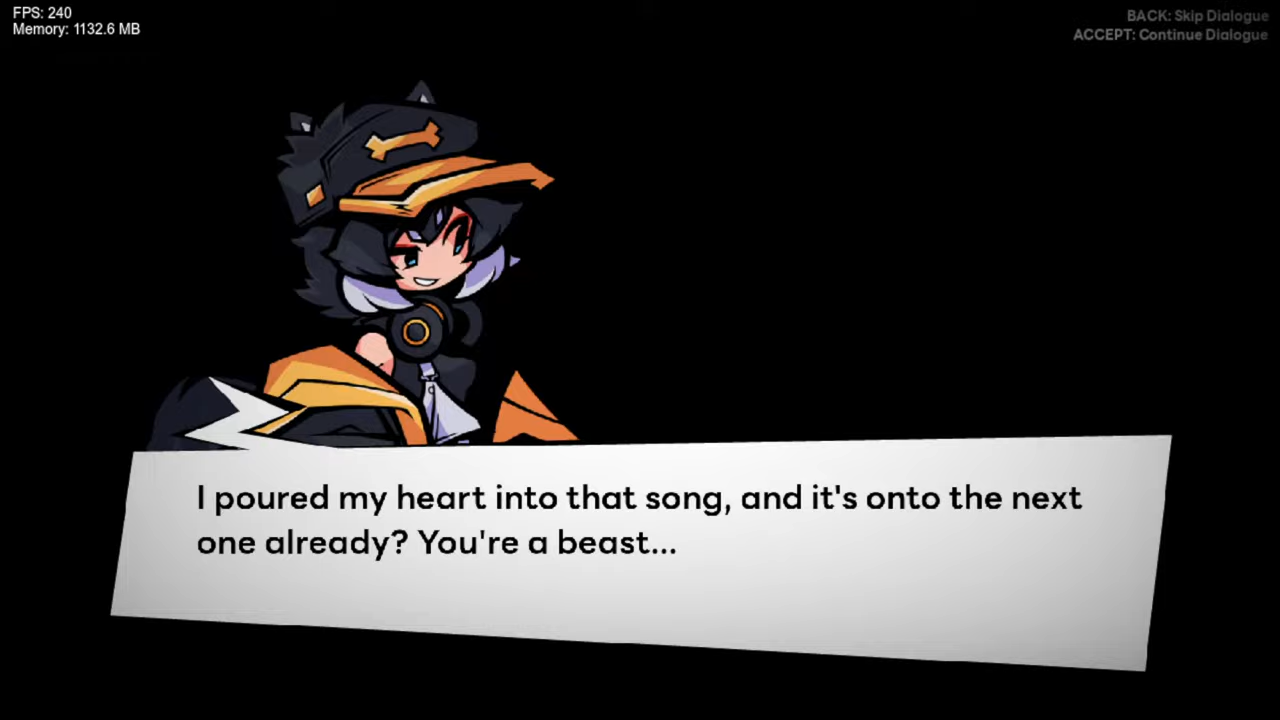 FPS: 240
Memory: 1132.6 MB
BACK: Skip Dialogue
ACCEPT: Continue Dialogue
I poured my heart into that song, and it's onto the next
one already? You're a beast...